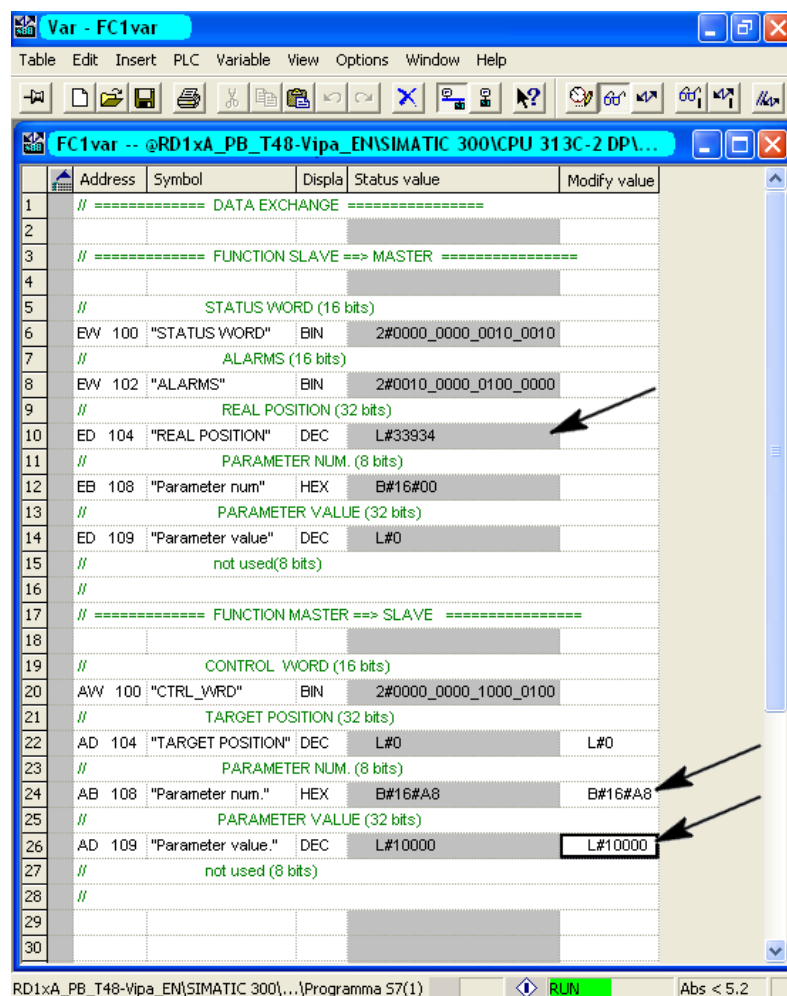 Var - FC1var
Table Edit Insert PLC Variable View Options Window Help
FC1var -- @RD1xA_PB_T48-Vipa_EN\SIMATIC 300\CPU 313C-2 DP\...
Address Symbol Displa Status value Modify value
1 // ============= DATA EXCHANGE ================
2
3 // ============= FUNCTION SLAVE ==> MASTER ================
4
5 // STATUS WORD (16 bits)
6 EW 100 "STATUS WORD" BIN 2#0000_0000_0010_0010
7 // ALARMS (16 bits)
8 EW 102 "ALARMS" BIN 2#0010_0000_0100_0000
9 // REAL POSITION (32 bits)
10 ED 104 "REAL POSITION" DEC L#33934
11 // PARAMETER NUM. (8 bits)
12 EB 108 "Parameter num" HEX B#16#00
13 // PARAMETER VALUE (32 bits)
14 ED 109 "Parameter value" DEC L#0
15 // not used(8 bits)
16 //
17 // ============= FUNCTION MASTER ==> SLAVE ================
18
19 // CONTROL WORD (16 bits)
20 AW 100 "CTRL_WRD" BIN 2#0000_0000_1000_0100
21 // TARGET POSITION (32 bits)
22 AD 104 "TARGET POSITION" DEC L#0 L#0
23 // PARAMETER NUM. (8 bits)
24 AB 108 "Parameter num." HEX B#16#A8 B#16#A8
25 // PARAMETER VALUE (32 bits)
26 AD 109 "Parameter value." DEC L#10000 L#10000
27 // not used (8 bits)
28 //
29
30
RD1xA_PB_T48-Vipa_EN\SIMATIC 300\...\Programma S7(1) RUN Abs < 5.2